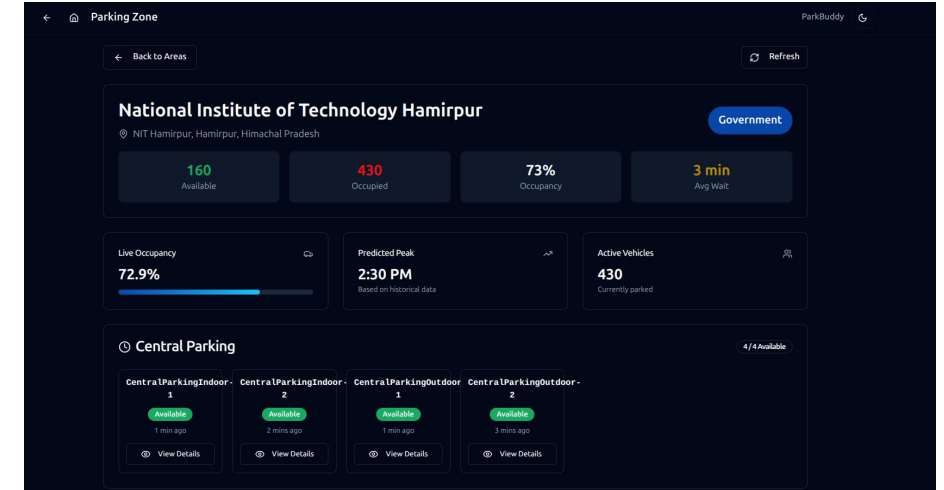 Parking Zone
ParkBuddy
Back to Areas
Refresh
National Institute of Technology Hamirpur
NIT Hamirpur, Hamirpur, Himachal Pradesh
Government
160
Available
430
Occupied
73%
Occupancy
3 min
Avg Wait
Live Occupancy
72.9%
Predicted Peak
2:30 PM
Based on historical data
Active Vehicles
430
Currently parked
Central Parking
4/4 Available
CentralParkingIndoor-
1
Available
1 min ago
View Details
CentralParkingIndoor-
2
Available
2 mins ago
View Details
CentralParkingOutdoor
1
Available
1 min ago
View Details
CentralParkingOutdoor-
2
Available
3 mins ago
View Details